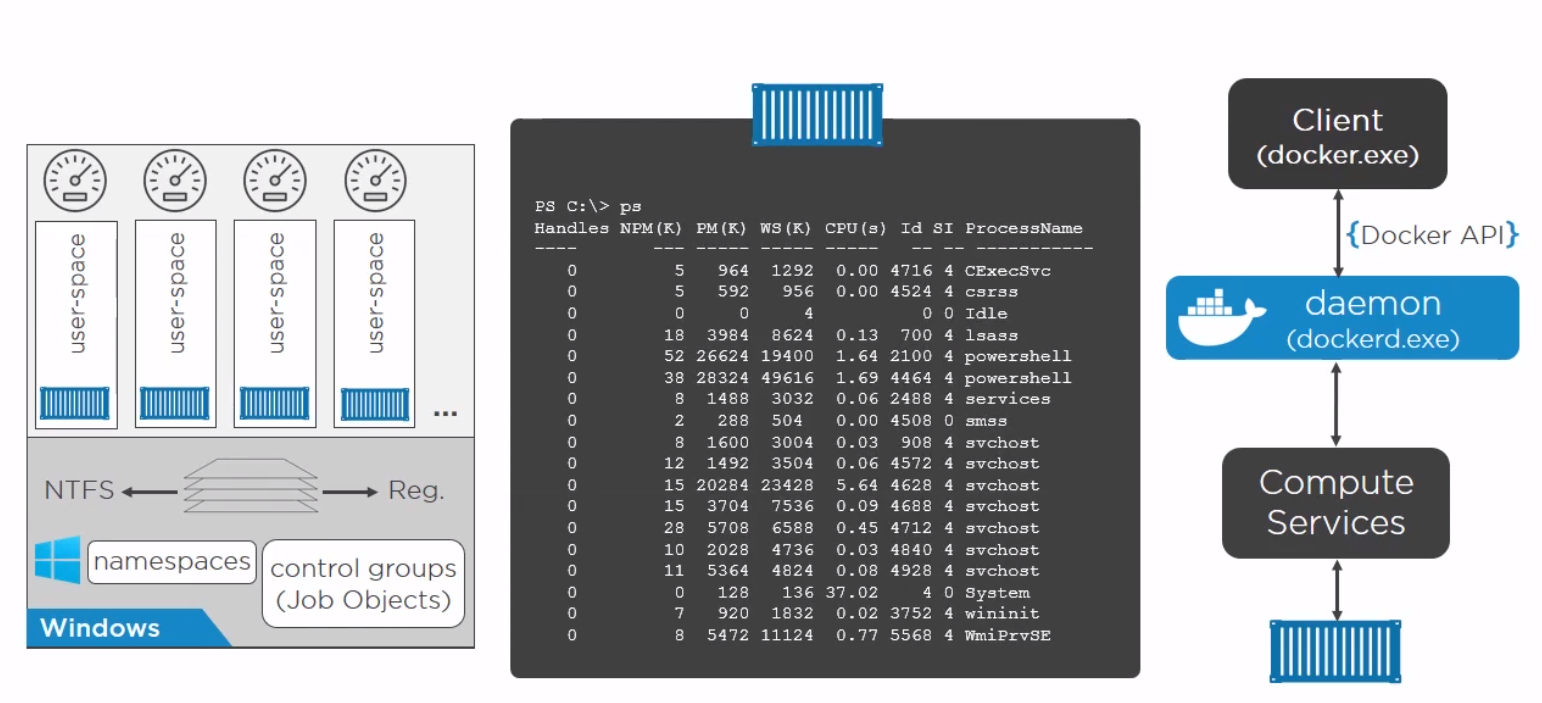 user-space
user-space
user-space
user-space
...
NTFS
Reg.
namespaces
control groups
(Job Objects)
Windows
PS C:\> ps
Handles NPM(K) PM(K) WS(K) CPU(s) Id SI ProcessName
---- --- ----- ----- ----- -- -- -----------
0 5 964 1292 0.00 4716 4 CExecSvc
0 5 592 956 0.00 4524 4 csrss
0 0 0 4 0 0 Idle
0 18 3984 8624 0.13 700 4 lsass
0 52 26624 19400 1.64 2100 4 powershell
0 38 28324 49616 1.69 4464 4 powershell
0 8 1488 3032 0.06 2488 4 services
0 2 288 504 0.00 4508 0 smss
0 8 1600 3004 0.03 908 4 svchost
0 12 1492 3504 0.06 4572 4 svchost
0 15 20284 23428 5.64 4628 4 svchost
0 15 3704 7536 0.09 4688 4 svchost
0 28 5708 6588 0.45 4712 4 svchost
0 10 2028 4736 0.03 4840 4 svchost
0 11 5364 4824 0.08 4928 4 svchost
0 0 128 136 37.02 4 0 System
0 7 920 1832 0.02 3752 4 wininit
0 8 5472 11124 0.77 5568 4 WmiPrvSE
Client
(docker.exe)
{Docker API}
daemon
(dockerd.exe)
Compute
Services